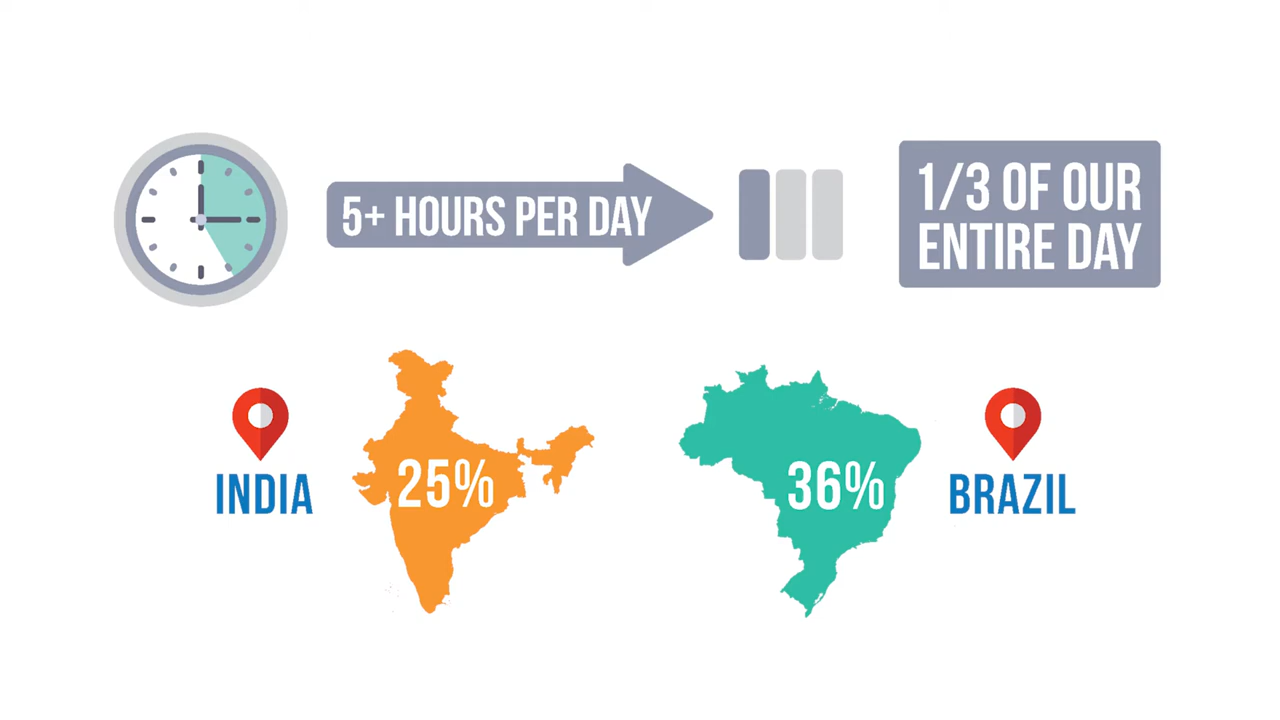 5+ HOURS PER DAY
1/3 OF OUR
ENTIRE DAY
INDIA
25%
36%
BRAZIL